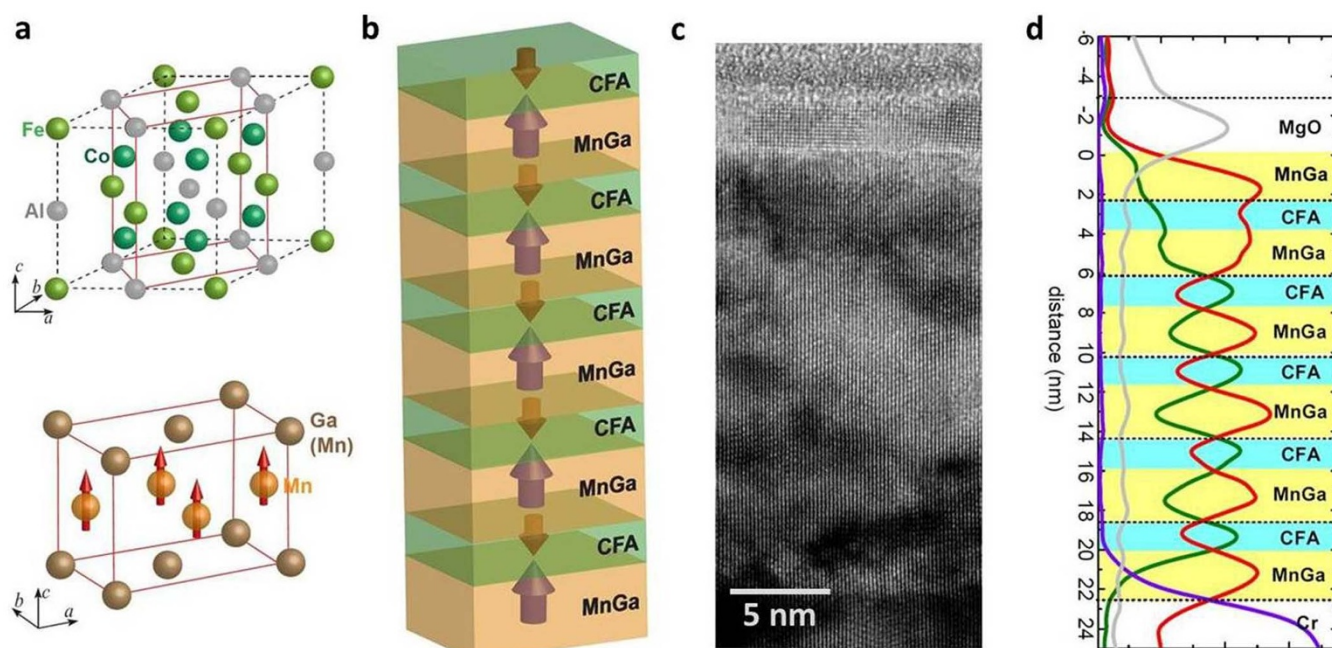 a
Fe
Co
Al
c
b
a
Ga
(Mn)
Mn
b
c
a
b
CFA
MnGa
CFA
MnGa
CFA
MnGa
CFA
MnGa
CFA
MnGa
c
5 nm
d
distance (nm)
-6
-4
-2
0
2
4
6
8
10
12
14
16
18
20
22
24
MgO
MnGa
CFA
MnGa
CFA
MnGa
CFA
MnGa
CFA
MnGa
CFA
MnGa
Cr